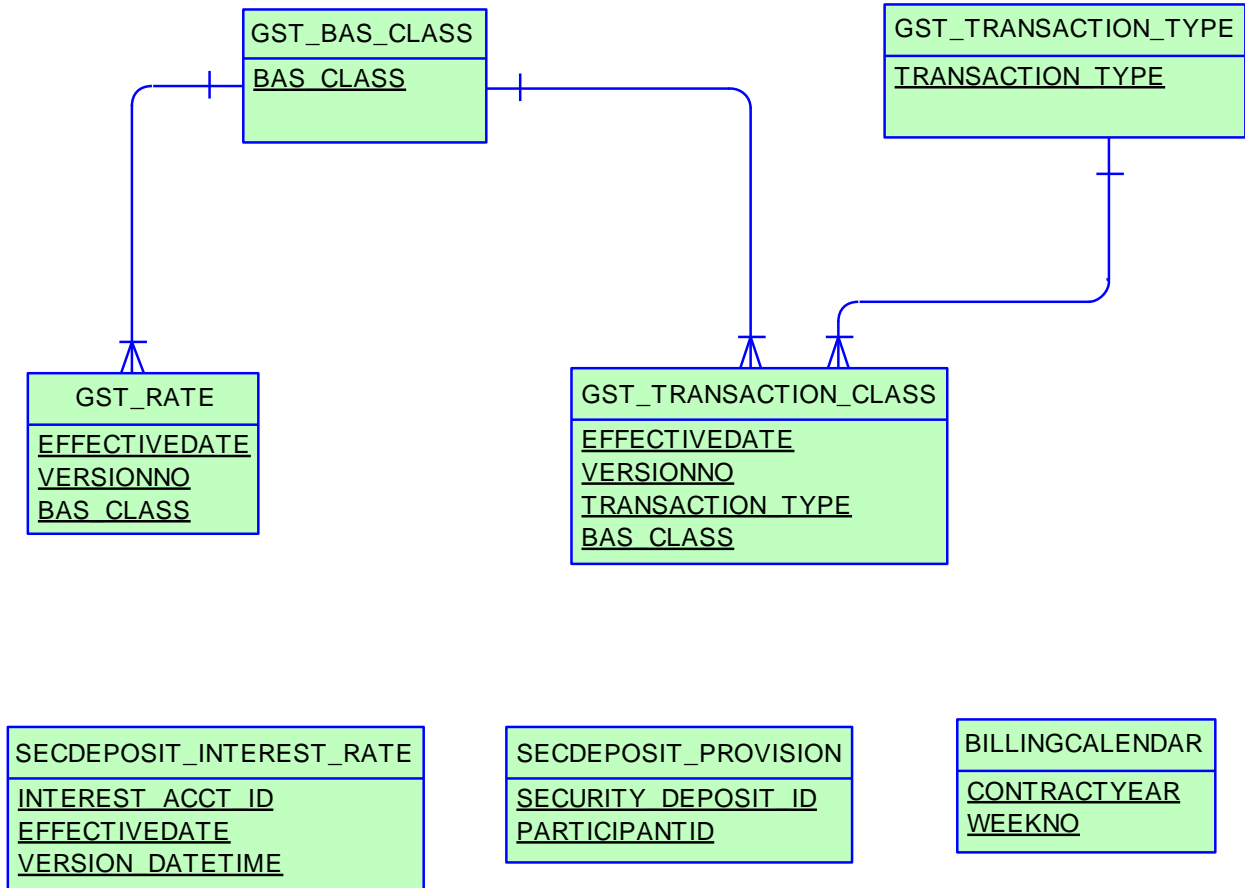 GST_BAS_CLASS
BAS_CLASS
GST_TRANSACTION_TYPE
TRANSACTION_TYPE
GST_RATE
EFFECTIVEDATE
VERSIONNO
BAS_CLASS
GST_TRANSACTION_CLASS
EFFECTIVEDATE
VERSIONNO
TRANSACTION_TYPE
BAS_CLASS
SECDEPOSIT_INTEREST_RATE
INTEREST_ACCT_ID
EFFECTIVEDATE
VERSION_DATETIME
SECDEPOSIT_PROVISION
SECURITY_DEPOSIT_ID
PARTICIPANTID
BILLINGCALENDAR
CONTRACTYEAR
WEEKNO